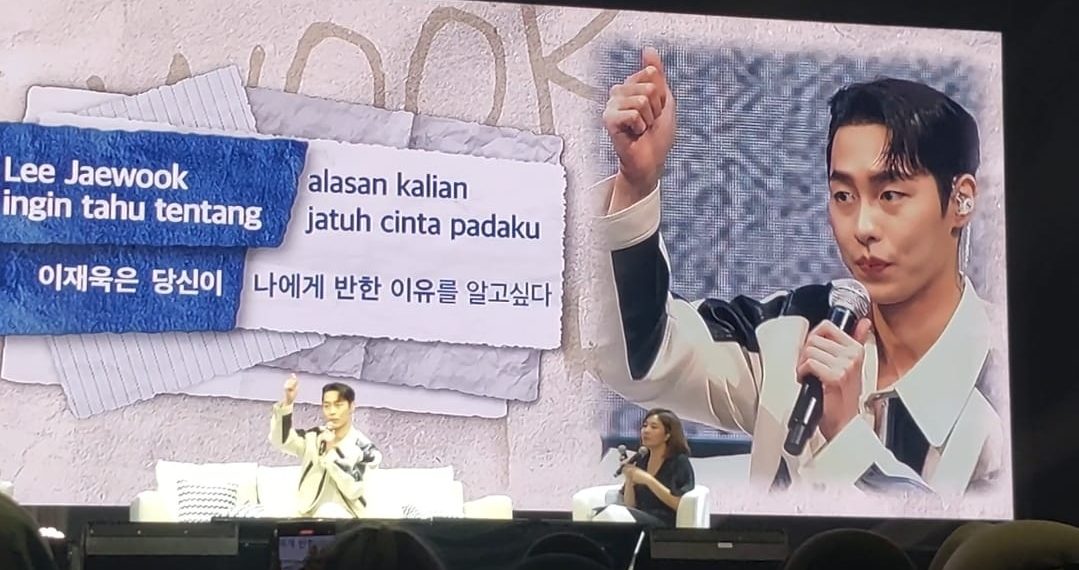 WOOK
Lee Jaewook
ingin tahu tentang
alasan kalian
jatuh cinta padaku
이재욱은 당신이
나에게 반한 이유를 알고싶다